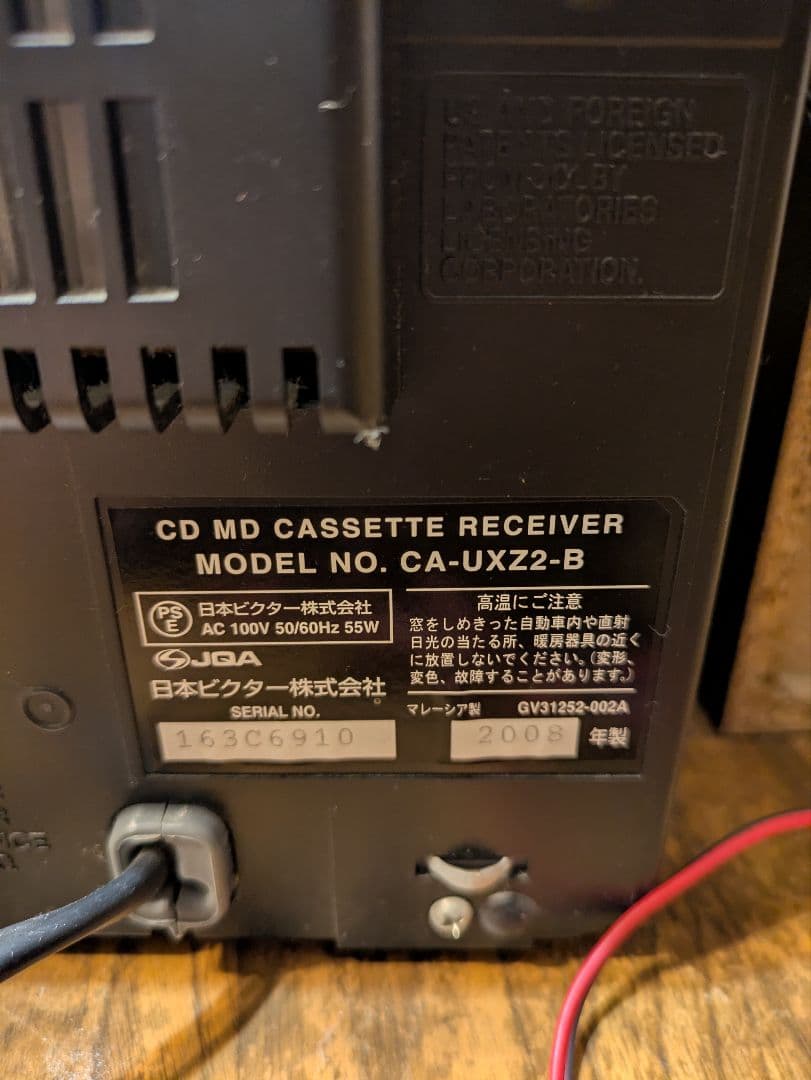 U.S. AND FOREIGN
PATENTS LICENSED
FROM DOLBY
LABORATORIES
LICENSING
CORPORATION.
CD MD CASSETTE RECEIVER
MODEL NO. CA-UXZ2-B
PS
E
日本ビクター株式会社
AC 100V 50/60Hz 55W
JQA
日本ビクター株式会社
SERIAL NO.
163C6910
高温にご注意
窓をしめきった自動車内や直射
日光の当たる所、暖房器具の近く
に放置しないでください。(変形、
変色、故障することがあります。)
マレーシア製 GV31252-002A
2008 年製